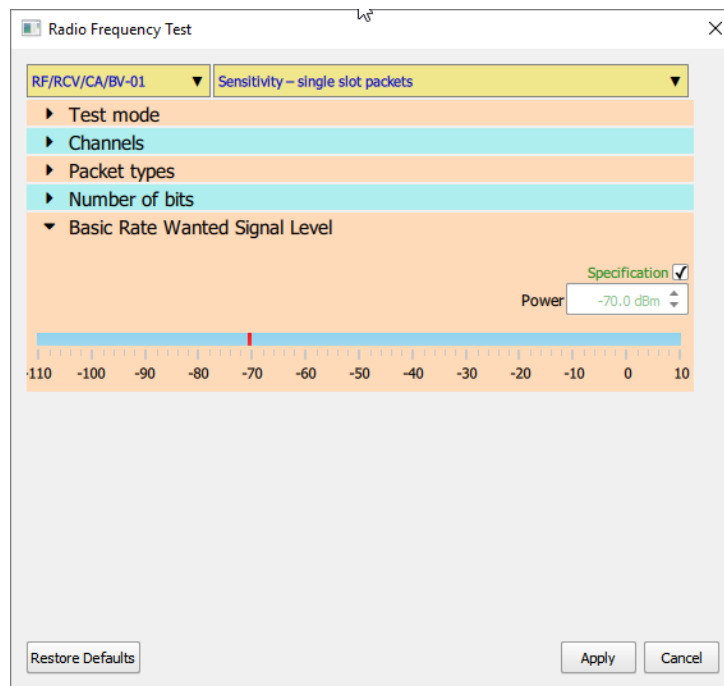 Radio Frequency Test
RF/RCV/CA/BV-01 Sensitivity – single slot packets
Test mode
Channels
Packet types
Number of bits
Basic Rate Wanted Signal Level
Specification
Power -70.0 dBm
-110 -100 -90 -80 -70 -60 -50 -40 -30 -20 -10 0 10
Restore Defaults Apply Cancel